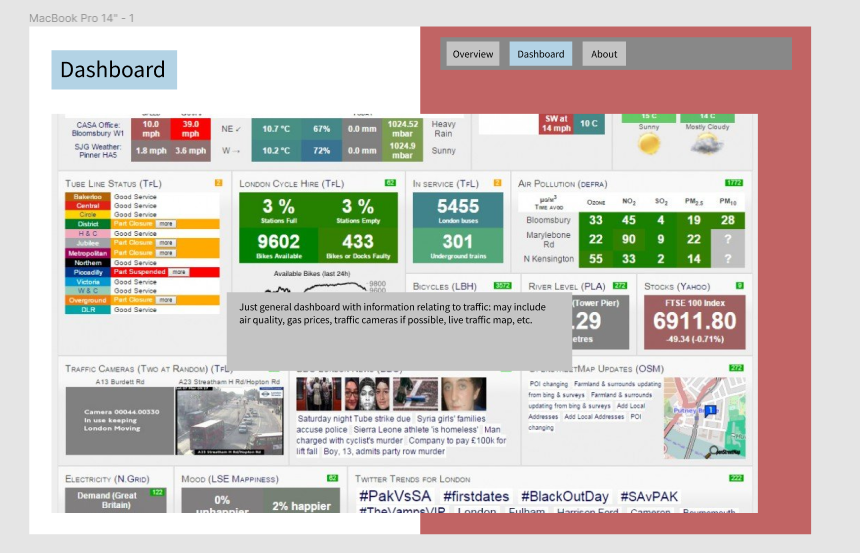 MacBook Pro 14" - 1
Dashboard
Overview
Dashboard
About
CASA Office:
Bloomsbury W1
10.0
mph
39.0
mph
NE
10.7 °C
67%
0.0 mm
1024.52
mbar
Heavy
Rain
SJG Weather:
Pinner HA5
1.8 mph
3.6 mph
W
10.2 °C
72%
0.0 mm
1024.9
mbar
Sunny
SW at
14 mph
10 C
15 C
Sunny
14 C
Mostly Cloudy
TUBE LINE STATUS (TFL)
2
Bakerloo Good Service
Central Good Service
Circle Good Service
District Part Closure more
H & C Good Service
Jubilee Part Closure more
Metropolitan Part Closure more
Northern Good Service
Piccadilly Part Suspended more
Victoria Good Service
W & C Good Service
Overground Part Closure more
DLR Good Service
LONDON CYCLE HIRE (TFL)
62
3 %
Stations Full
3 %
Stations Empty
9602
Bikes Available
433
Bikes or Docks Faulty
Available Bikes (last 24h)
9800
9600
IN SERVICE (TFL)
2
5455
London buses
301
Underground trains
AIR POLLUTION (DEFRA)
1772
µg/m³
TIME AVGD
OZONE NO2 SO2 PM2.5 PM10
Bloomsbury 33 45 4 19 28
Marylebone
Rd
22 90 9 22 ?
N Kensington 55 33 2 14 ?
BICYCLES (LBH)
3572
RIVER LEVEL (PLA)
272
(Tower Pier)
.29
etres
STOCKS (YAHOO)
FTSE 100 Index
6911.80
-49.34 (-0.71%)
Just general dashboard with information relating to traffic: may include
air quality, gas prices, traffic cameras if possible, live traffic map, etc.
TRAFFIC CAMERAS (TWO AT RANDOM) (TFL)
A13 Burdett Rd
A23 Streatham H Rd/Hopton Rd
Camera 00044.00330
In use keeping
London Moving
Saturday night Tube strike due
Syria girls' families
accuse police
Sierra Leone athlete 'is homeless'
Man
charged with cyclist's murder
Company to pay £100k for
lift fall
Boy, 13, admits party row murder
MAP UPDATES (OSM)
272
POI changing
Farmland & surrounds updating
from bing & surveys
Farmland & surrounds
updating from bing & surveys
Add Local
Addresses
Add Local Addresses
POI
changing
1
ELECTRICITY (N.GRID)
Demand (Great
Britain)
122
MOOD (LSE MAPPINESS)
62
0%
unhappier
2% happier
TWITTER TRENDS FOR LONDON
222
#PakVsSA #firstdates #BlackOutDay #SAvPAK
#TheVampsVIP London Fulham Harrison Ford Cameron Bournemouth